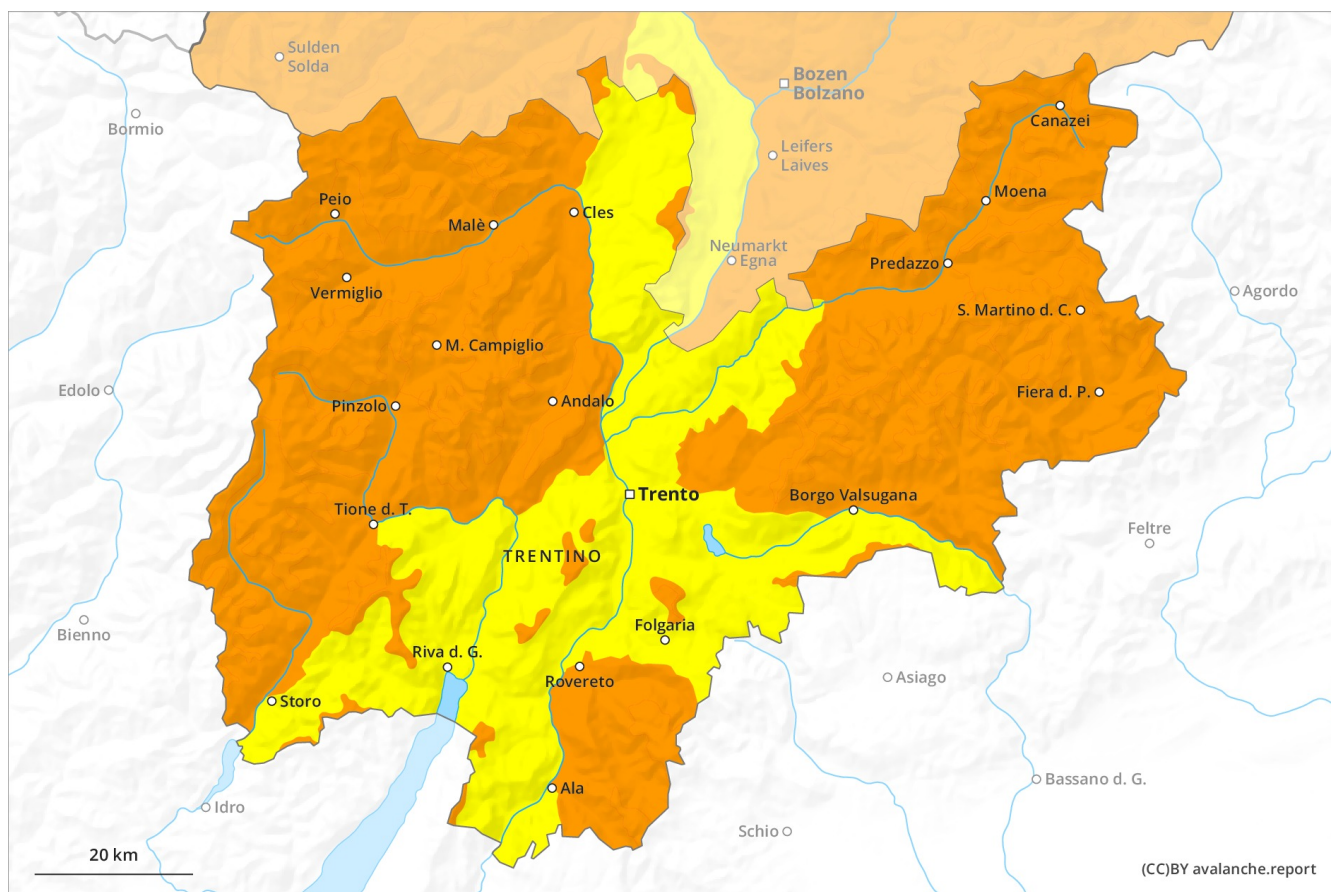 Sulden
Solda
Bozen
Bolzano
Bormio
Canazei
Leifers
Laives
Peio
Malè
Cles
Moena
Neumarkt
Egna
Predazzo
Vermiglio
Agordo
S. Martino d. C.
M. Campiglio
Edolo
Pinzolo
Andalo
Fiera d. P.
Trento
Borgo Valsugana
Tione d. T.
Feltre
TRENTINO
Bienno
Folgaria
Riva d. G.
Rovereto
Asiago
Storo
Bassano d. G.
Ala
Idro
Schio
20 km
(CC)BY avalanche.report